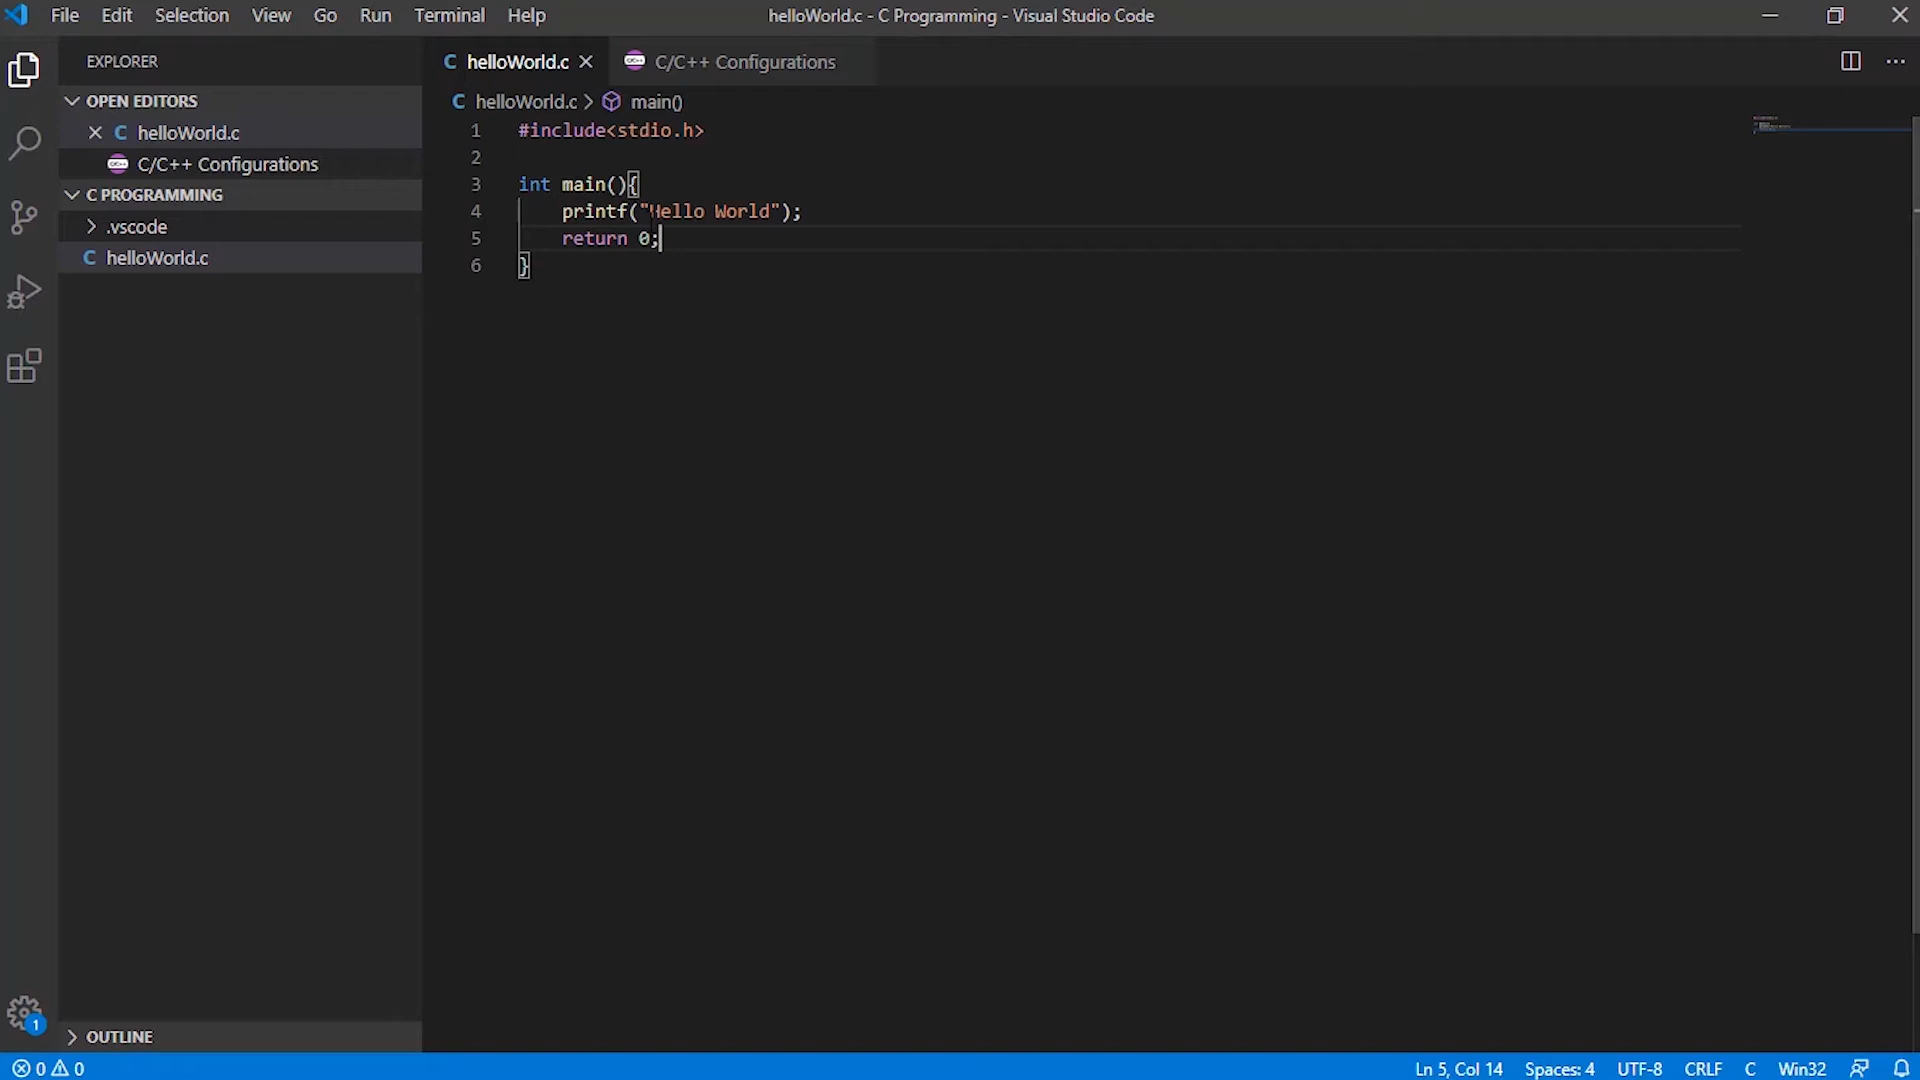 File Edit Selection View Go Run Terminal Help
helloWorld.c - C Programming - Visual Studio Code
EXPLORER
OPEN EDITORS
C helloWorld.c
C/C++ Configurations
C PROGRAMMING
.vscode
C helloWorld.c
OUTLINE
C helloWorld.c C/C++ Configurations
C helloWorld.c > main()
1 #include<stdio.h>
2
3 int main(){
4     printf("Hello World");
5     return 0;
6 }
1
0 0 Ln 5, Col 14 Spaces: 4 UTF-8 CRLF C Win32